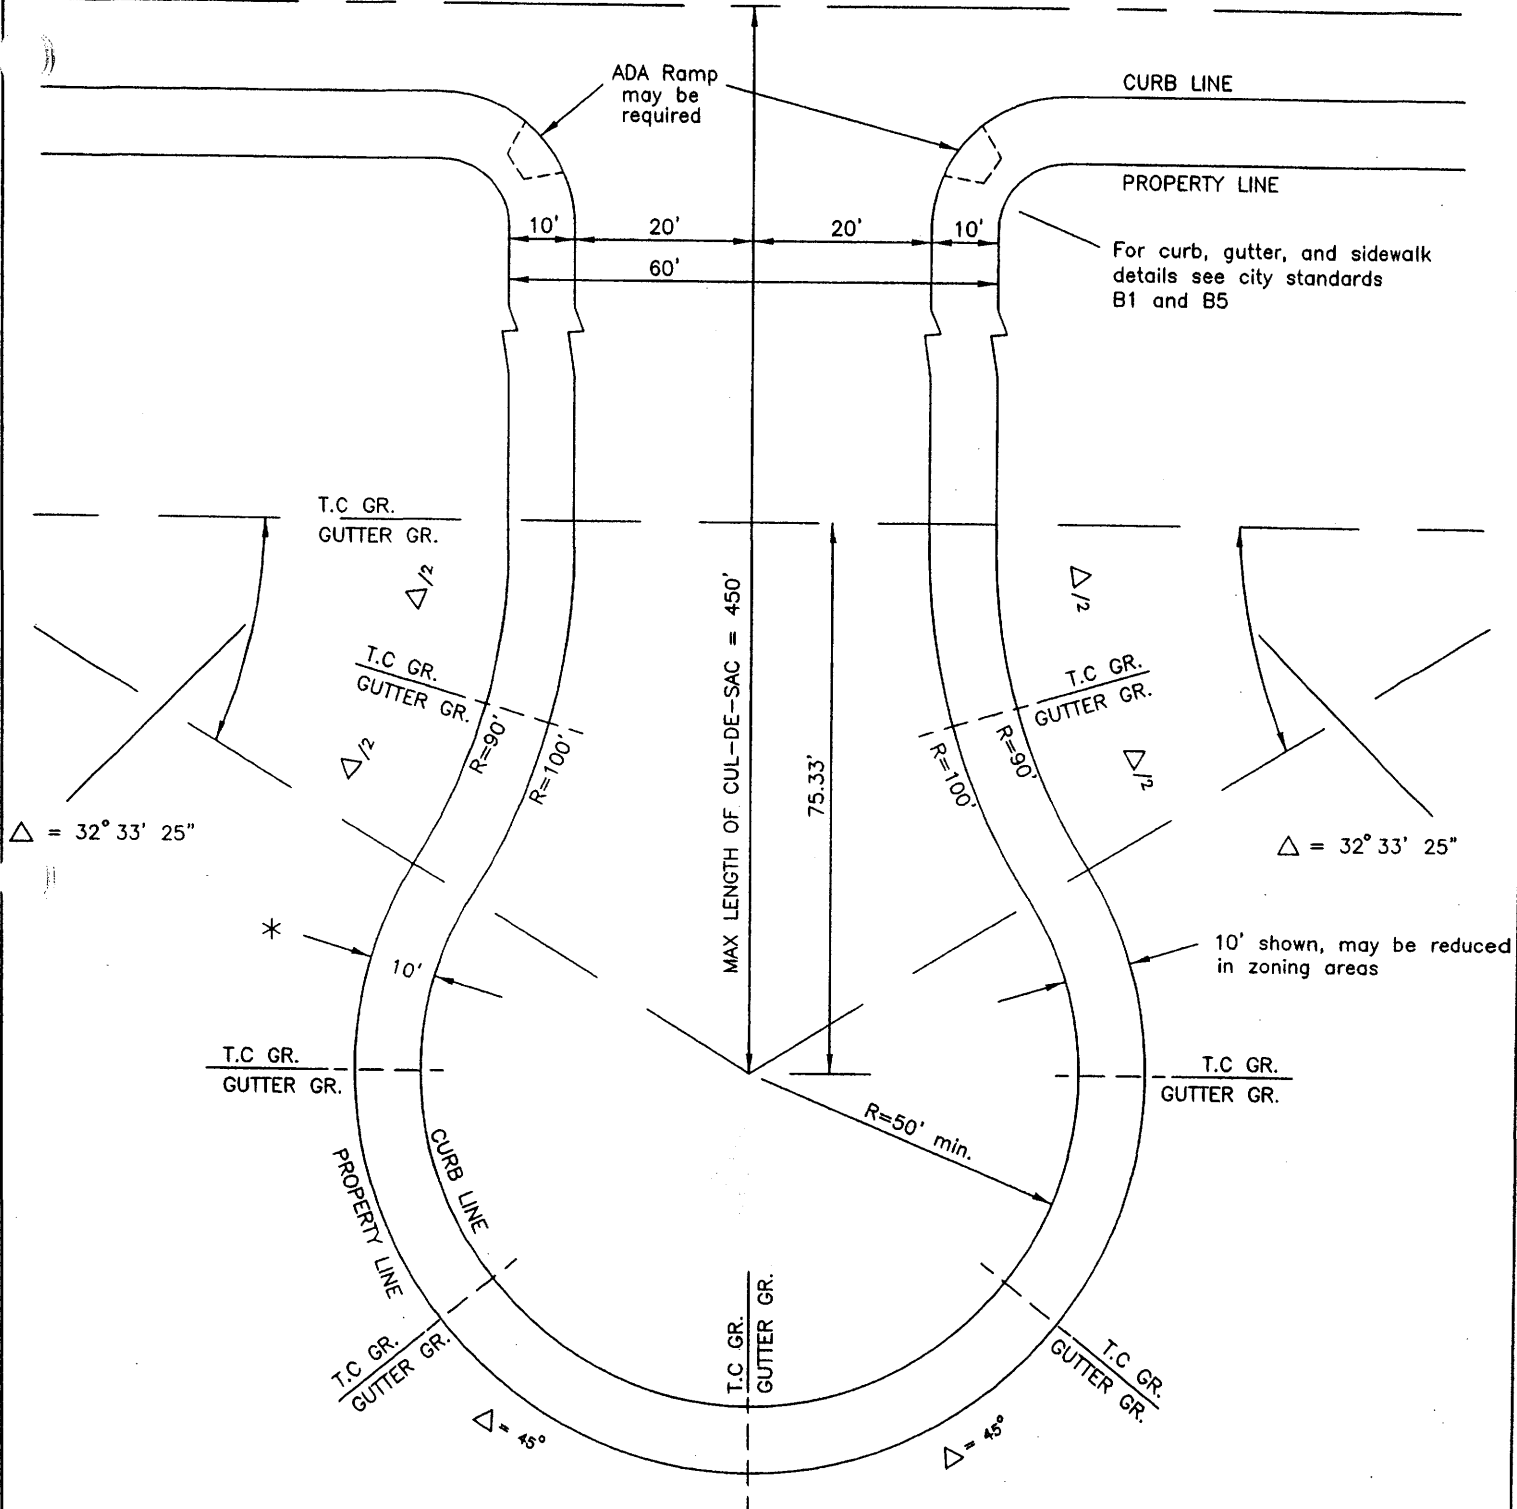 ADA Ramp
may be
required
CURB LINE
PROPERTY LINE
10'
20'
20'
10'
60'
For curb, gutter, and sidewalk
details see city standards
B1 and B5
T.C GR.
GUTTER GR.
△/2
△/2
T.C GR.
GUTTER GR.
T.C GR.
GUTTER GR.
R=90'
R=100'
R=100'
R=90'
△/2
△/2
MAX LENGTH OF CUL-DE-SAC = 450'
75.33'
△ = 32° 33' 25"
△ = 32° 33' 25"
*
10'
10' shown, may be reduced
in zoning areas
T.C GR.
GUTTER GR.
T.C GR.
GUTTER GR.
R=50' min.
PROPERTY LINE
CURB LINE
T.C GR.
GUTTER GR.
T.C GR.
GUTTER GR.
T.C GR.
GUTTER GR.
△ = 45°
△ = 45°